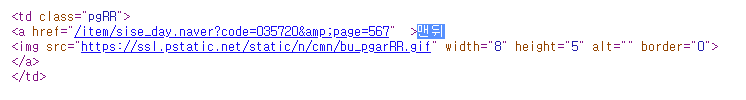 <td class="pgRR">
<a href="/item/sise_day.naver?code=035720&amp;page=567"  >맨뒤
<img src="https://ssl.pstatic.net/static/n/cmn/bu_pgarRR.gif" width="8" height="5" alt="" border="0">
</a>
</td>